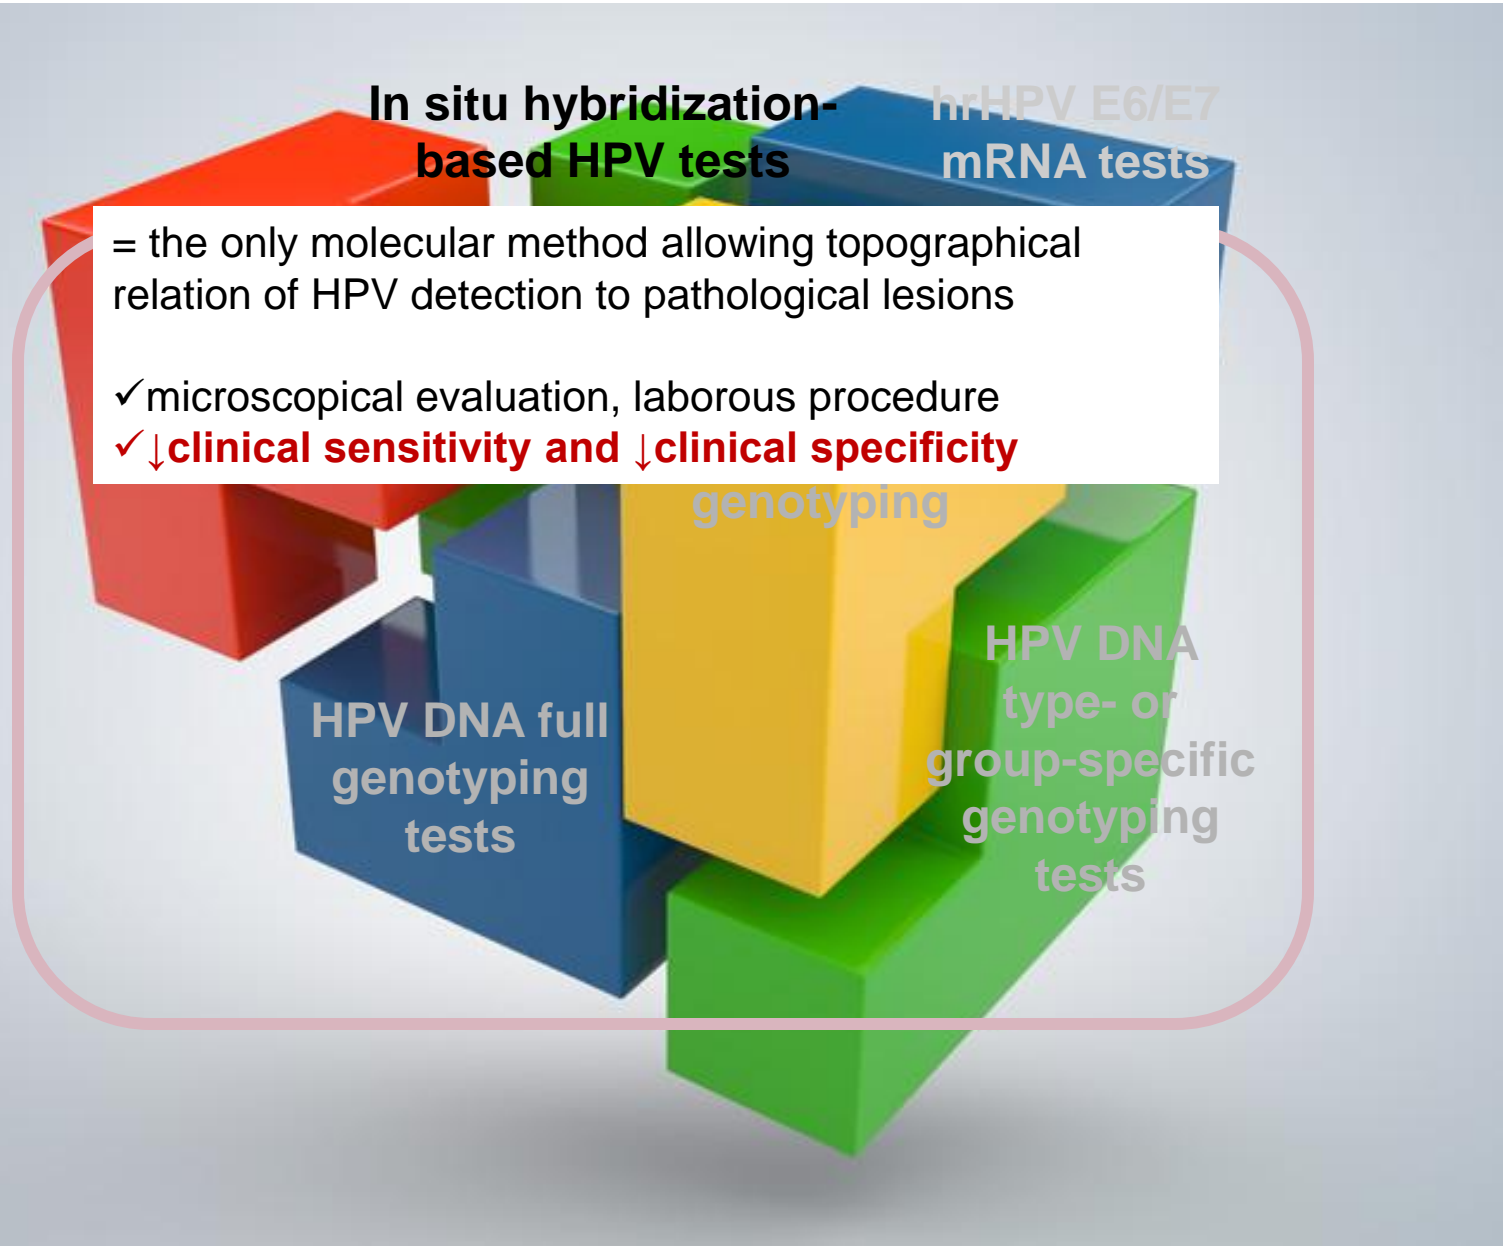 In situ hybridization-
based HPV tests
hrHPV E6/E7
mRNA tests
= the only molecular method allowing topographical
relation of HPV detection to pathological lesions
✓microscopical evaluation, laborous procedure
✓↓clinical sensitivity and ↓clinical specificity
genotyping
HPV DNA full
genotyping
tests
HPV DNA
type- or
group-specific
genotyping
tests